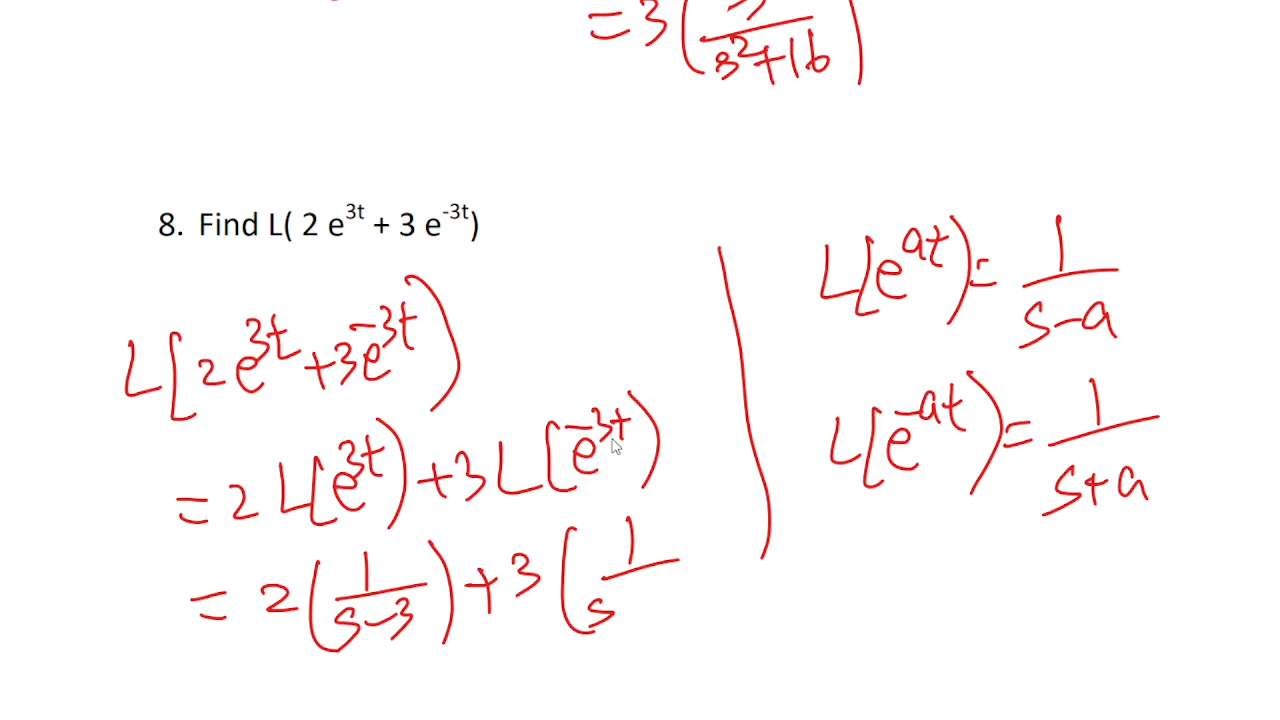 = 3 ( / s²+16 )
8. Find L( 2 e^{3t} + 3 e^{-3t})
L[2e^{3t} + 3e^{-3t})
= 2 L[e^{3t}) + 3 L[e^{-3t})
= 2 ( 1/(s-3) ) + 3 ( 1/s
L[e^{at}) = 1/(s-a)
L[e^{-at}) = 1/(s+a)